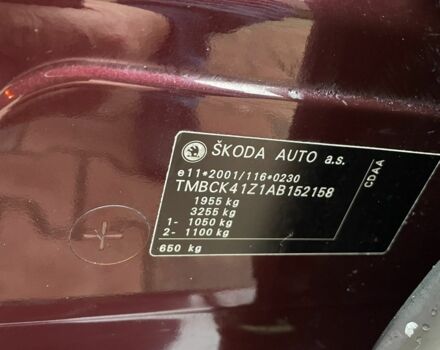 ŠKODA AUTO a.s.
e11*2001/116*0230
TMBCK41Z1AB152158
1955 kg
3255 kg
1- 1050 kg
2- 1100 kg
650 kg
CDAA